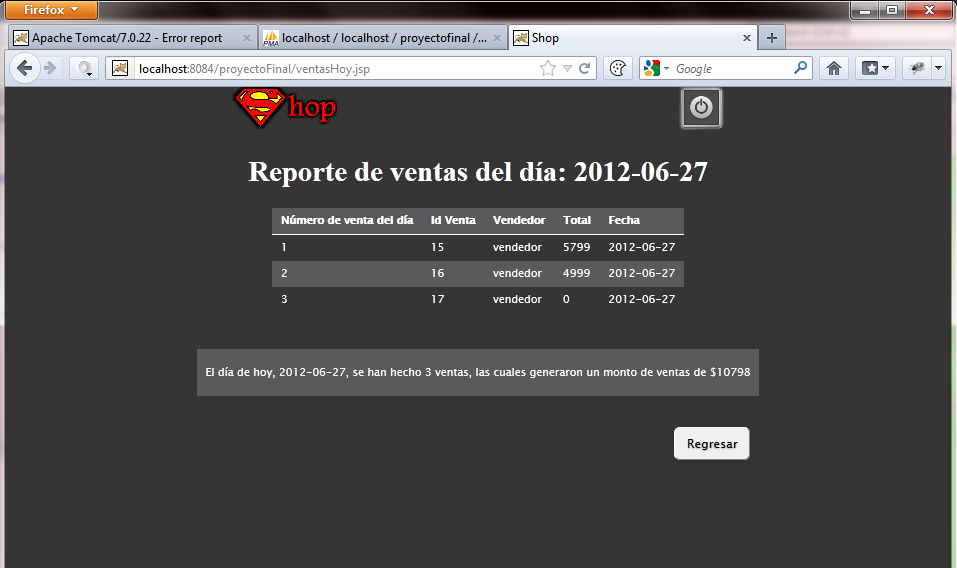 Firefox
Apache Tomcat/7.0.22 - Error report
localhost / localhost / proyectofinal /...
Shop
localhost:8084/proyectoFinal/ventasHoy.jsp
Google
Shop
Reporte de ventas del día: 2012-06-27
Número de venta del día Id Venta Vendedor Total Fecha
1 15 vendedor 5799 2012-06-27
2 16 vendedor 4999 2012-06-27
3 17 vendedor 0 2012-06-27
El día de hoy, 2012-06-27, se han hecho 3 ventas, las cuales generaron un monto de ventas de $10798
Regresar